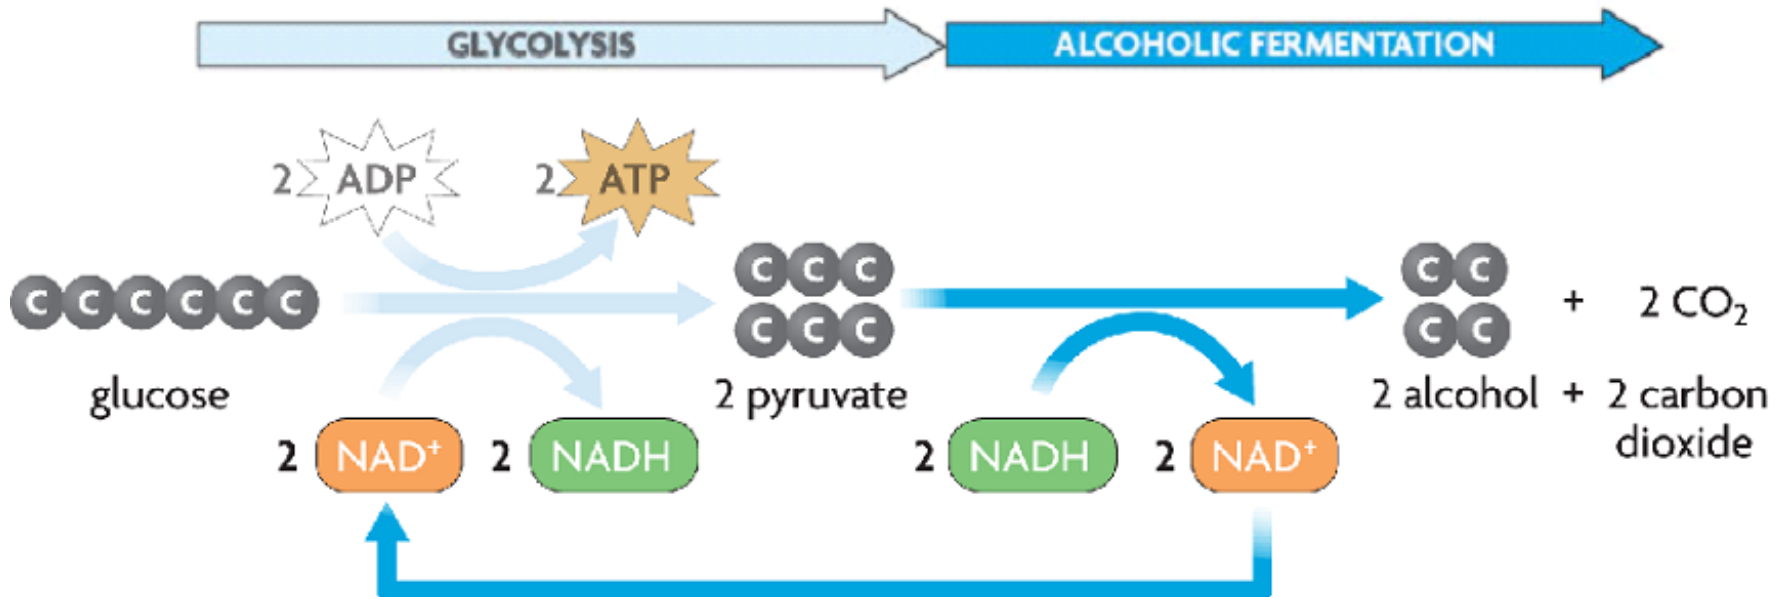 GLYCOLYSIS
ALCOHOLIC FERMENTATION
2 ADP
2 ATP
C C C C C C
C C C
C C C
C C
C C
+ 2 CO₂
glucose
2 pyruvate
2 alcohol + 2 carbon
dioxide
2 NAD⁺
2 NADH
2 NADH
2 NAD⁺